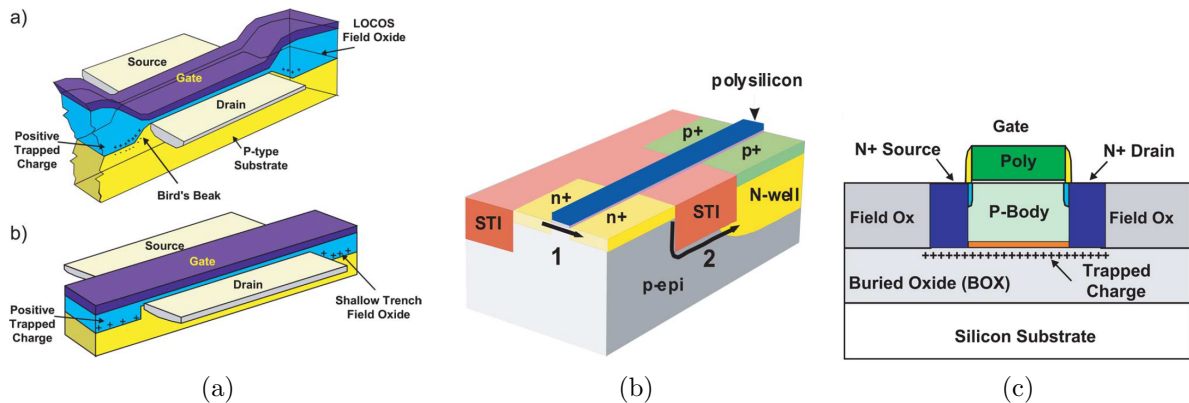 a)
LOCOS
Field Oxide
Source
Gate
Drain
Positive
Trapped
Charge
P-type
Substrate
Bird's Beak
b)
Source
Gate
Drain
Positive
Trapped
Charge
Shallow Trench
Field Oxide
(a)
polysilicon
p+
p+
n+
n+
STI
STI
N-well
1
2
p-epi
(b)
Gate
N+ Source
N+ Drain
Poly
Field Ox
P-Body
Field Ox
Trapped
Charge
Buried Oxide (BOX)
Silicon Substrate
(c)